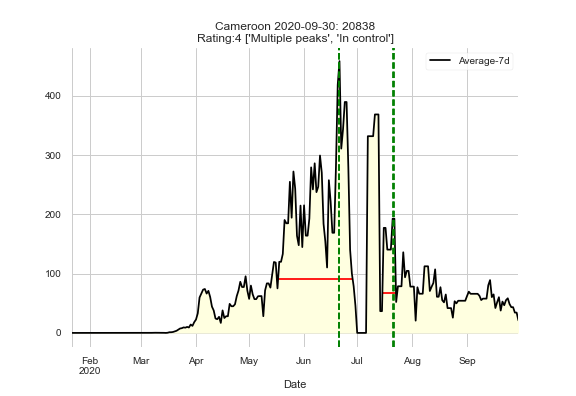 Cameroon 2020-09-30: 20838
Rating:4 ['Multiple peaks', 'In control']
Average-7d
400
300
200
100
0
Feb Mar Apr May Jun Jul Aug Sep
2020
Date